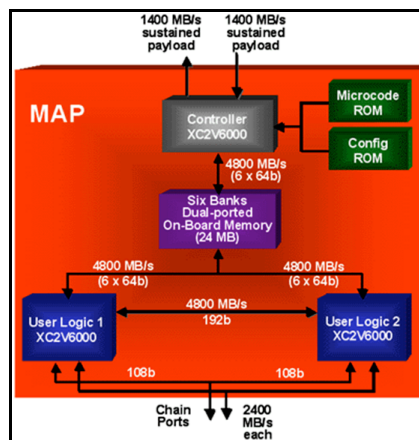 1400 MB/s
sustained
payload
1400 MB/s
sustained
payload
MAP
Controller
XC2V6000
Microcode
ROM
Config
ROM
4800 MB/s
(6 x 64b)
Six Banks
Dual-ported
On-Board Memory
(24 MB)
4800 MB/s
(6 x 64b)
4800 MB/s
(6 x 64b)
User Logic 1
XC2V6000
4800 MB/s
192b
User Logic 2
XC2V6000
108b
108b
Chain
Ports
2400
MB/s
each